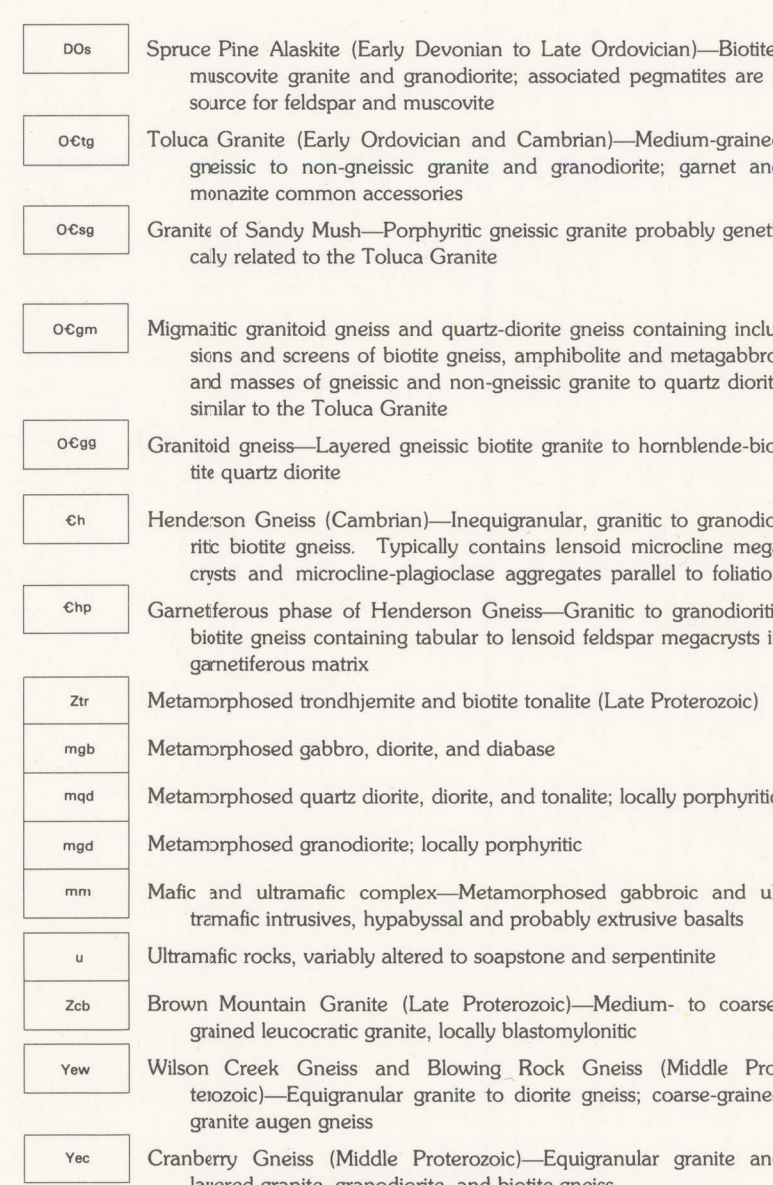 DOs Spruce Pine Alaskite (Early Devonian to Late Ordovician)—Biotite
muscovite granite and granodiorite; associated pegmatites are
source for feldspar and muscovite
O€tg Toluca Granite (Early Ordovician and Cambrian)—Medium-graine
gneissic to non-gneissic granite and granodiorite; garnet an
monazite common accessories
O€sg Granite of Sandy Mush—Porphyritic gneissic granite probably genet
cally related to the Toluca Granite
O€gm Migmatitic granitoid gneiss and quartz-diorite gneiss containing inclu
sions and screens of biotite gneiss, amphibolite and metagabbro
and masses of gneissic and non-gneissic granite to quartz diorit
similar to the Toluca Granite
O€gg Granitoid gneiss—Layered gneissic biotite granite to hornblende-bio
tite quartz diorite
€h Henderson Gneiss (Cambrian)—Inequigranular, granitic to granodio
ritic biotite gneiss. Typically contains lensoid microcline meg
crysts and microcline-plagioclase aggregates parallel to foliatio
€hp Garnetiferous phase of Henderson Gneiss—Granitic to granodioriti
biotite gneiss containing tabular to lensoid feldspar megacrysts i
garnetiferous matrix
Ztr Metamorphosed trondhjemite and biotite tonalite (Late Proterozoic)
mgb Metamorphosed gabbro, diorite, and diabase
mqd Metamorphosed quartz diorite, diorite, and tonalite; locally porphyritic
mgd Metamorphosed granodiorite; locally porphyritic
mm Mafic and ultramafic complex—Metamorphosed gabbroic and ul
tramafic intrusives, hypabyssal and probably extrusive basalts
u Ultramafic rocks, variably altered to soapstone and serpentinite
Zcb Brown Mountain Granite (Late Proterozoic)—Medium- to coarse
grained leucocratic granite, locally blastomylonitic
Yew Wilson Creek Gneiss and Blowing Rock Gneiss (Middle Pro
terozoic)—Equigranular granite to diorite gneiss; coarse-graine
granite augen gneiss
Yec Cranberry Gneiss (Middle Proterozoic)—Equigranular granite an
layered granite, granodiorite, and biotite gneiss